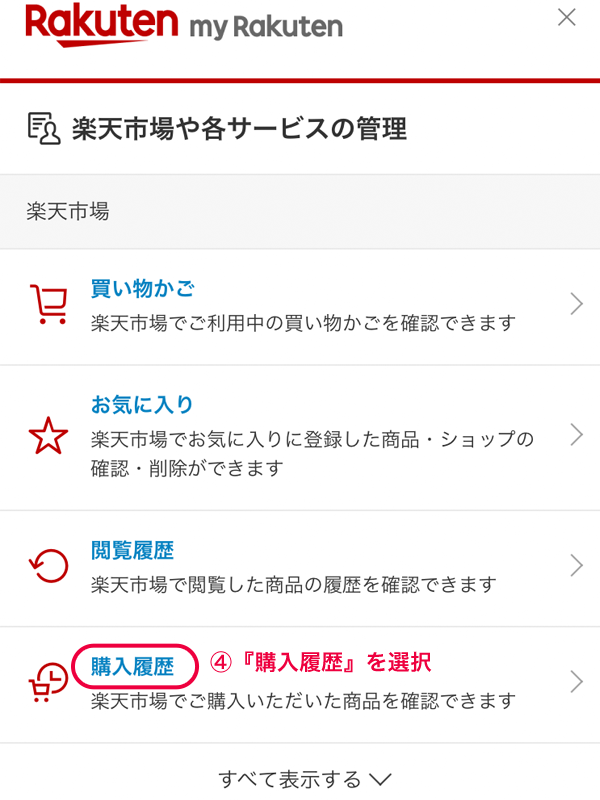 Rakuten my Rakuten
楽天市場や各サービスの管理
楽天市場
買い物かご
楽天市場でご利用中の買い物かごを確認できます
お気に入り
楽天市場でお気に入りに登録した商品・ショップの
確認・削除ができます
閲覧履歴
楽天市場で閲覧した商品の履歴を確認できます
購入履歴 ④『購入履歴』を選択
楽天市場でご購入いただいた商品を確認できます
すべて表示する